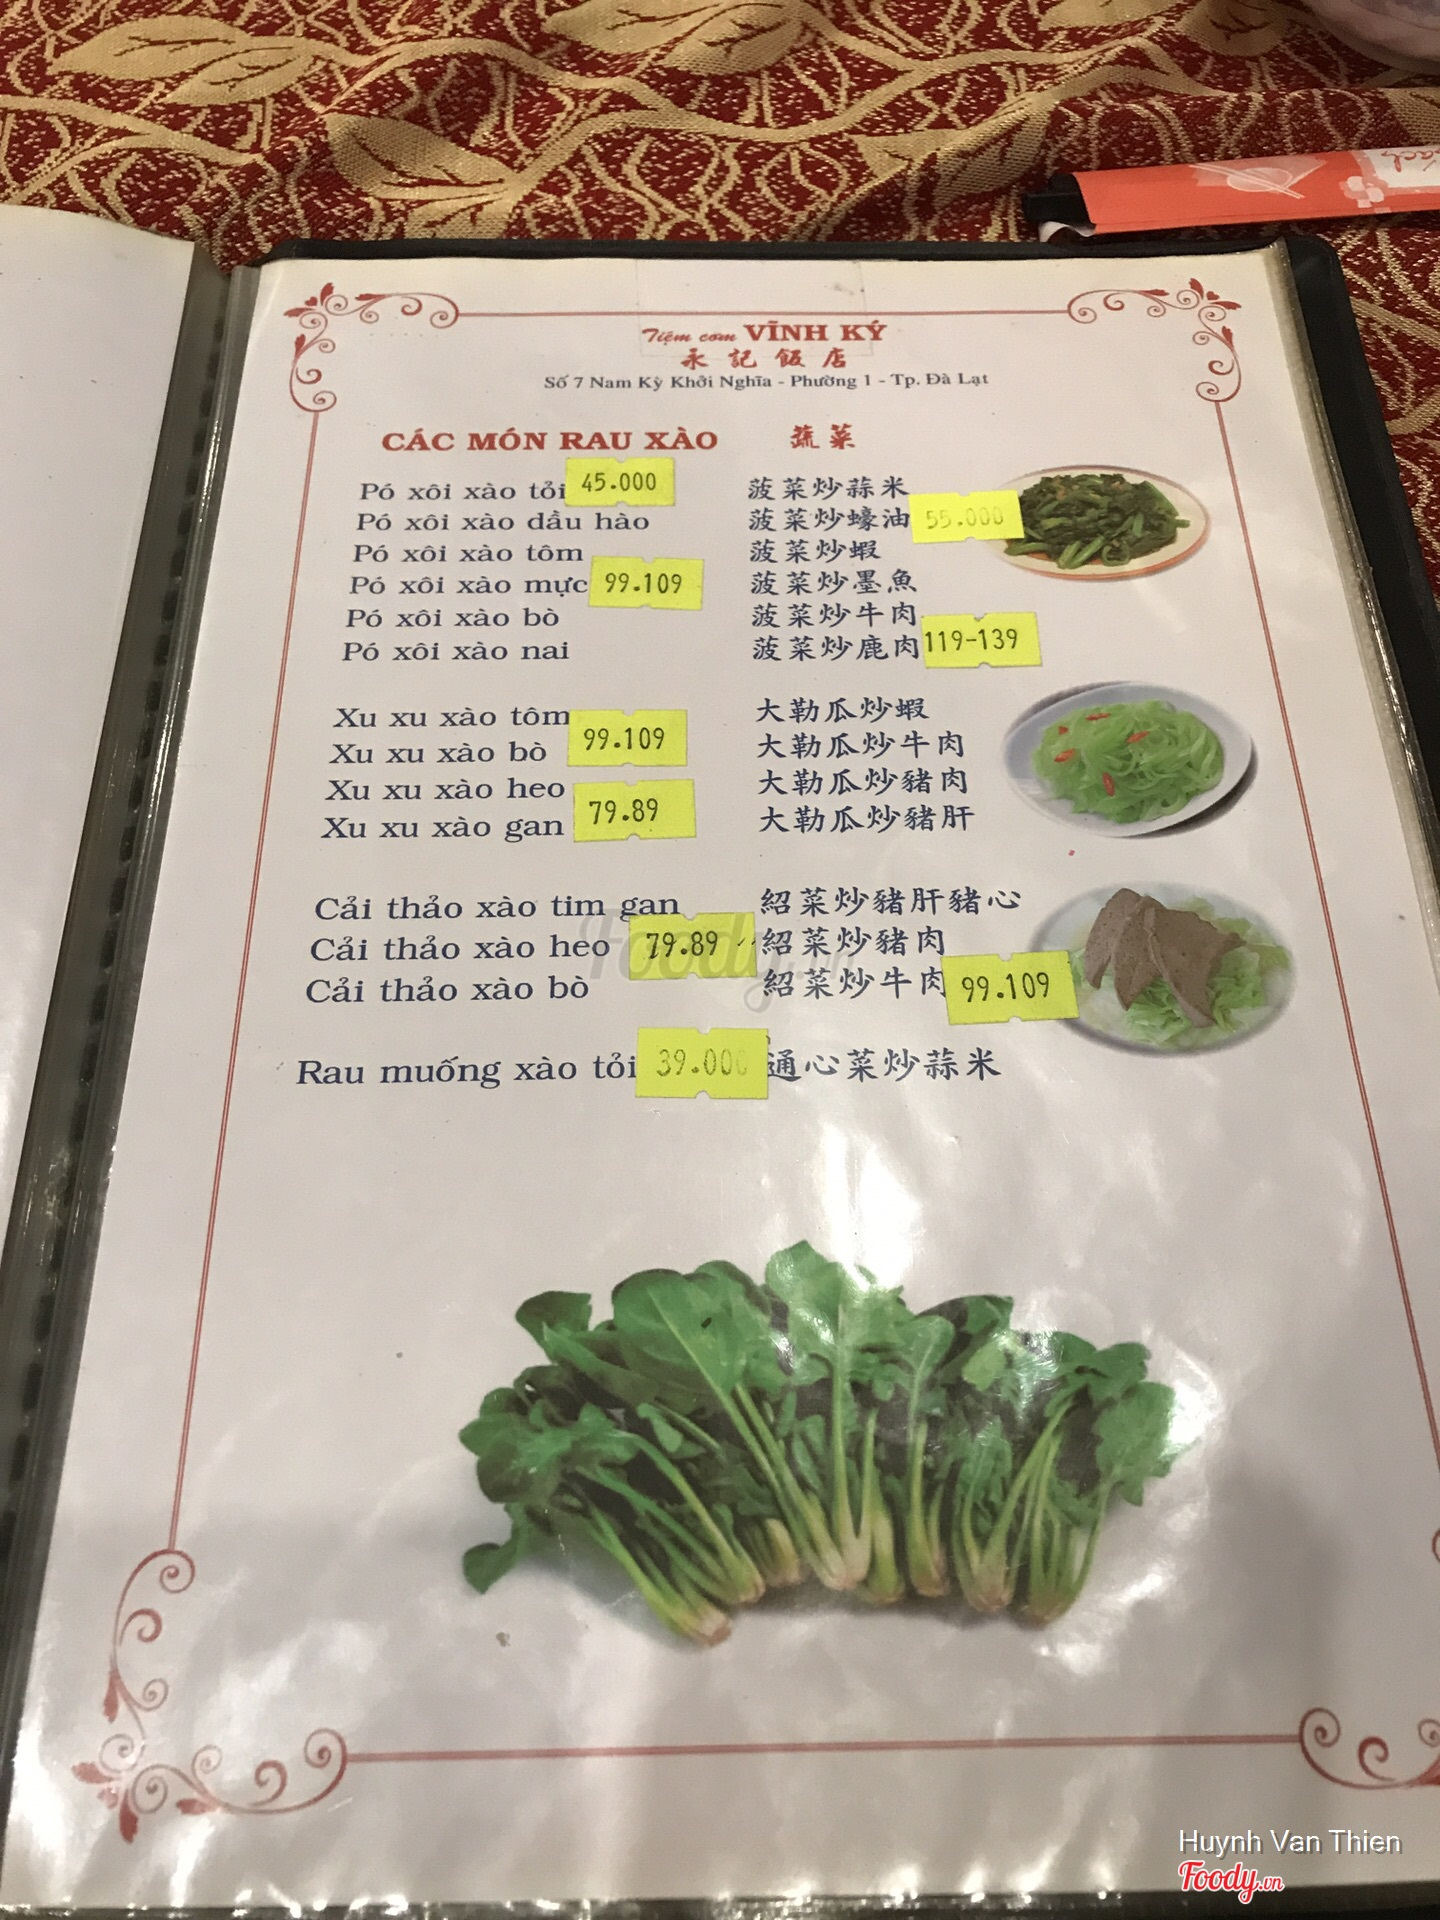 Tiệm cơm VĨNH KÝ
永記飯店
Số 7 Nam Kỳ Khởi Nghĩa - Phường 1 - Tp. Đà Lạt
CÁC MÓN RAU XÀO 蔬菜
Pó xôi xào tỏi 45.000 菠菜炒蒜米
Pó xôi xào dầu hào 菠菜炒蠔油 55.000
Pó xôi xào tôm 菠菜炒蝦
Pó xôi xào mực 99.109 菠菜炒墨魚
Pó xôi xào bò 菠菜炒牛肉
Pó xôi xào nai 菠菜炒鹿肉 119-139
Xu xu xào tôm 大勒瓜炒蝦
99.109
Xu xu xào bò 大勒瓜炒牛肉
Xu xu xào heo 大勒瓜炒豬肉
79.89
Xu xu xào gan 大勒瓜炒豬肝
Cải thảo xào tim gan 紹菜炒豬肝豬心
Cải thảo xào heo 79.89 紹菜炒豬肉
Cải thảo xào bò 紹菜炒牛肉 99.109
Rau muống xào tỏi 39.000 通心菜炒蒜米
Foody.vn
Huynh Van Thien
Foody.vn